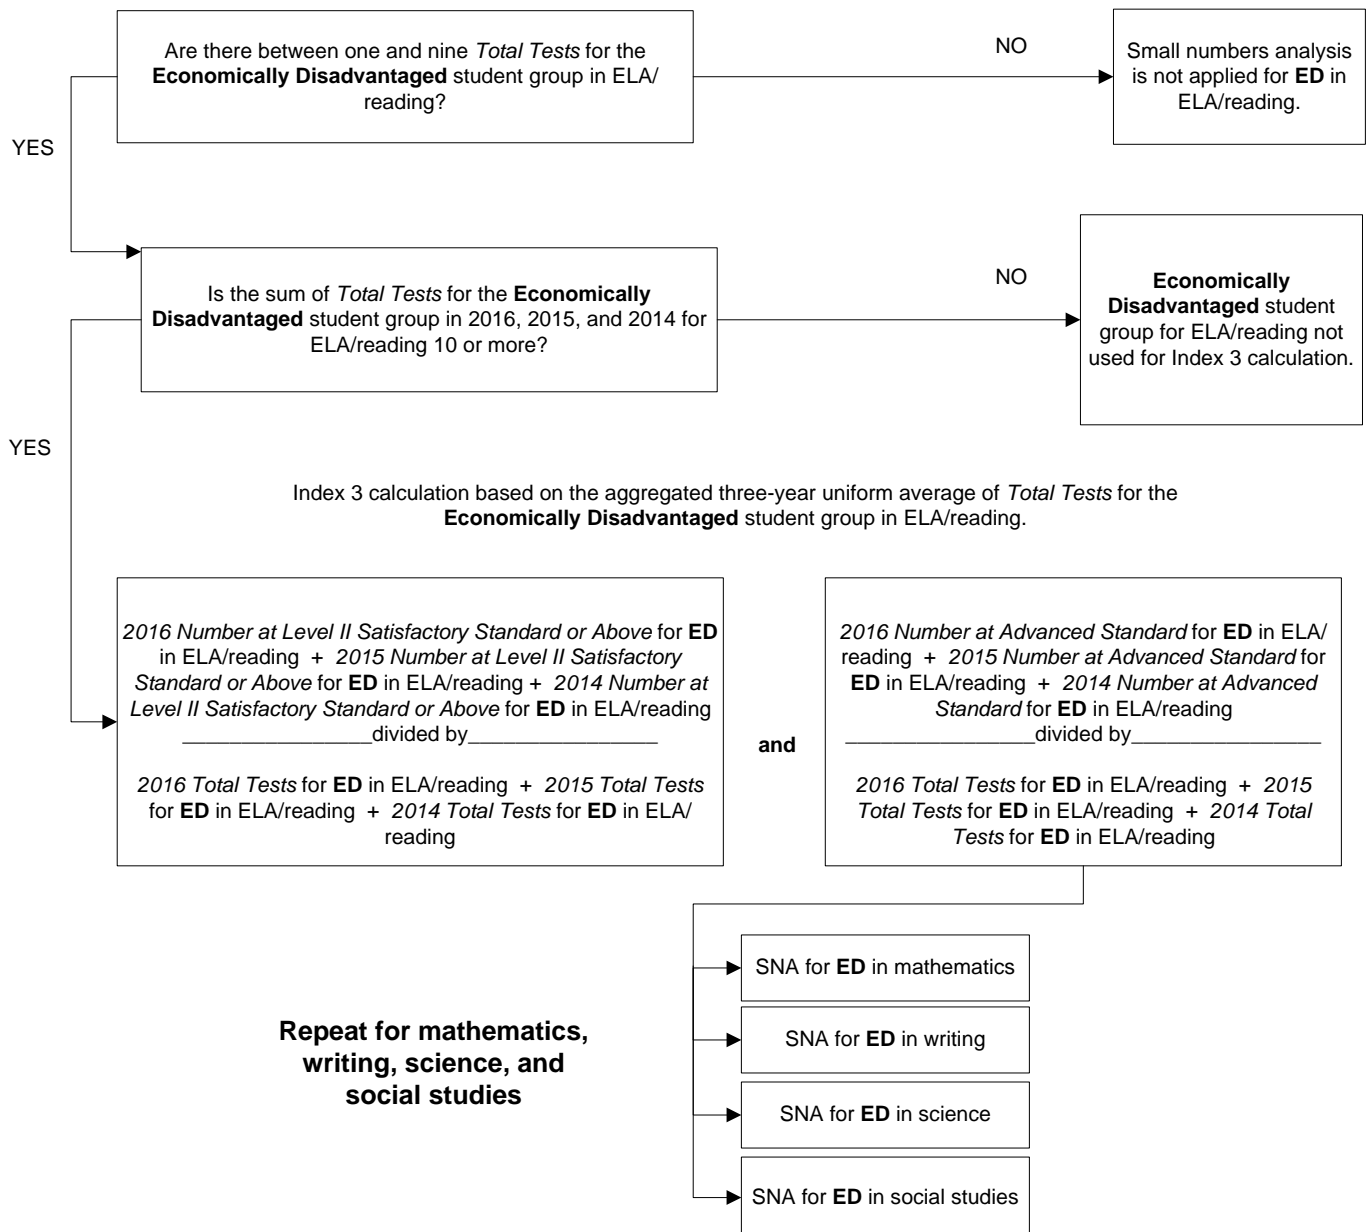 Are there between one and nine Total Tests for the
Economically Disadvantaged student group in ELA/
reading?
NO
Small numbers analysis
is not applied for ED in
ELA/reading.
YES
Is the sum of Total Tests for the Economically
Disadvantaged student group in 2016, 2015, and 2014 for
ELA/reading 10 or more?
NO
Economically
Disadvantaged student
group for ELA/reading not
used for Index 3 calculation.
YES
Index 3 calculation based on the aggregated three-year uniform average of Total Tests for the
Economically Disadvantaged student group in ELA/reading.
2016 Number at Level II Satisfactory Standard or Above for ED
in ELA/reading + 2015 Number at Level II Satisfactory
Standard or Above for ED in ELA/reading + 2014 Number at
Level II Satisfactory Standard or Above for ED in ELA/reading
________________divided by________________
2016 Total Tests for ED in ELA/reading + 2015 Total Tests
for ED in ELA/reading + 2014 Total Tests for ED in ELA/
reading
and
2016 Number at Advanced Standard for ED in ELA/
reading + 2015 Number at Advanced Standard for
ED in ELA/reading + 2014 Number at Advanced
Standard for ED in ELA/reading
________________divided by________________
2016 Total Tests for ED in ELA/reading + 2015
Total Tests for ED in ELA/reading + 2014 Total
Tests for ED in ELA/reading
Repeat for mathematics,
writing, science, and
social studies
SNA for ED in mathematics
SNA for ED in writing
SNA for ED in science
SNA for ED in social studies